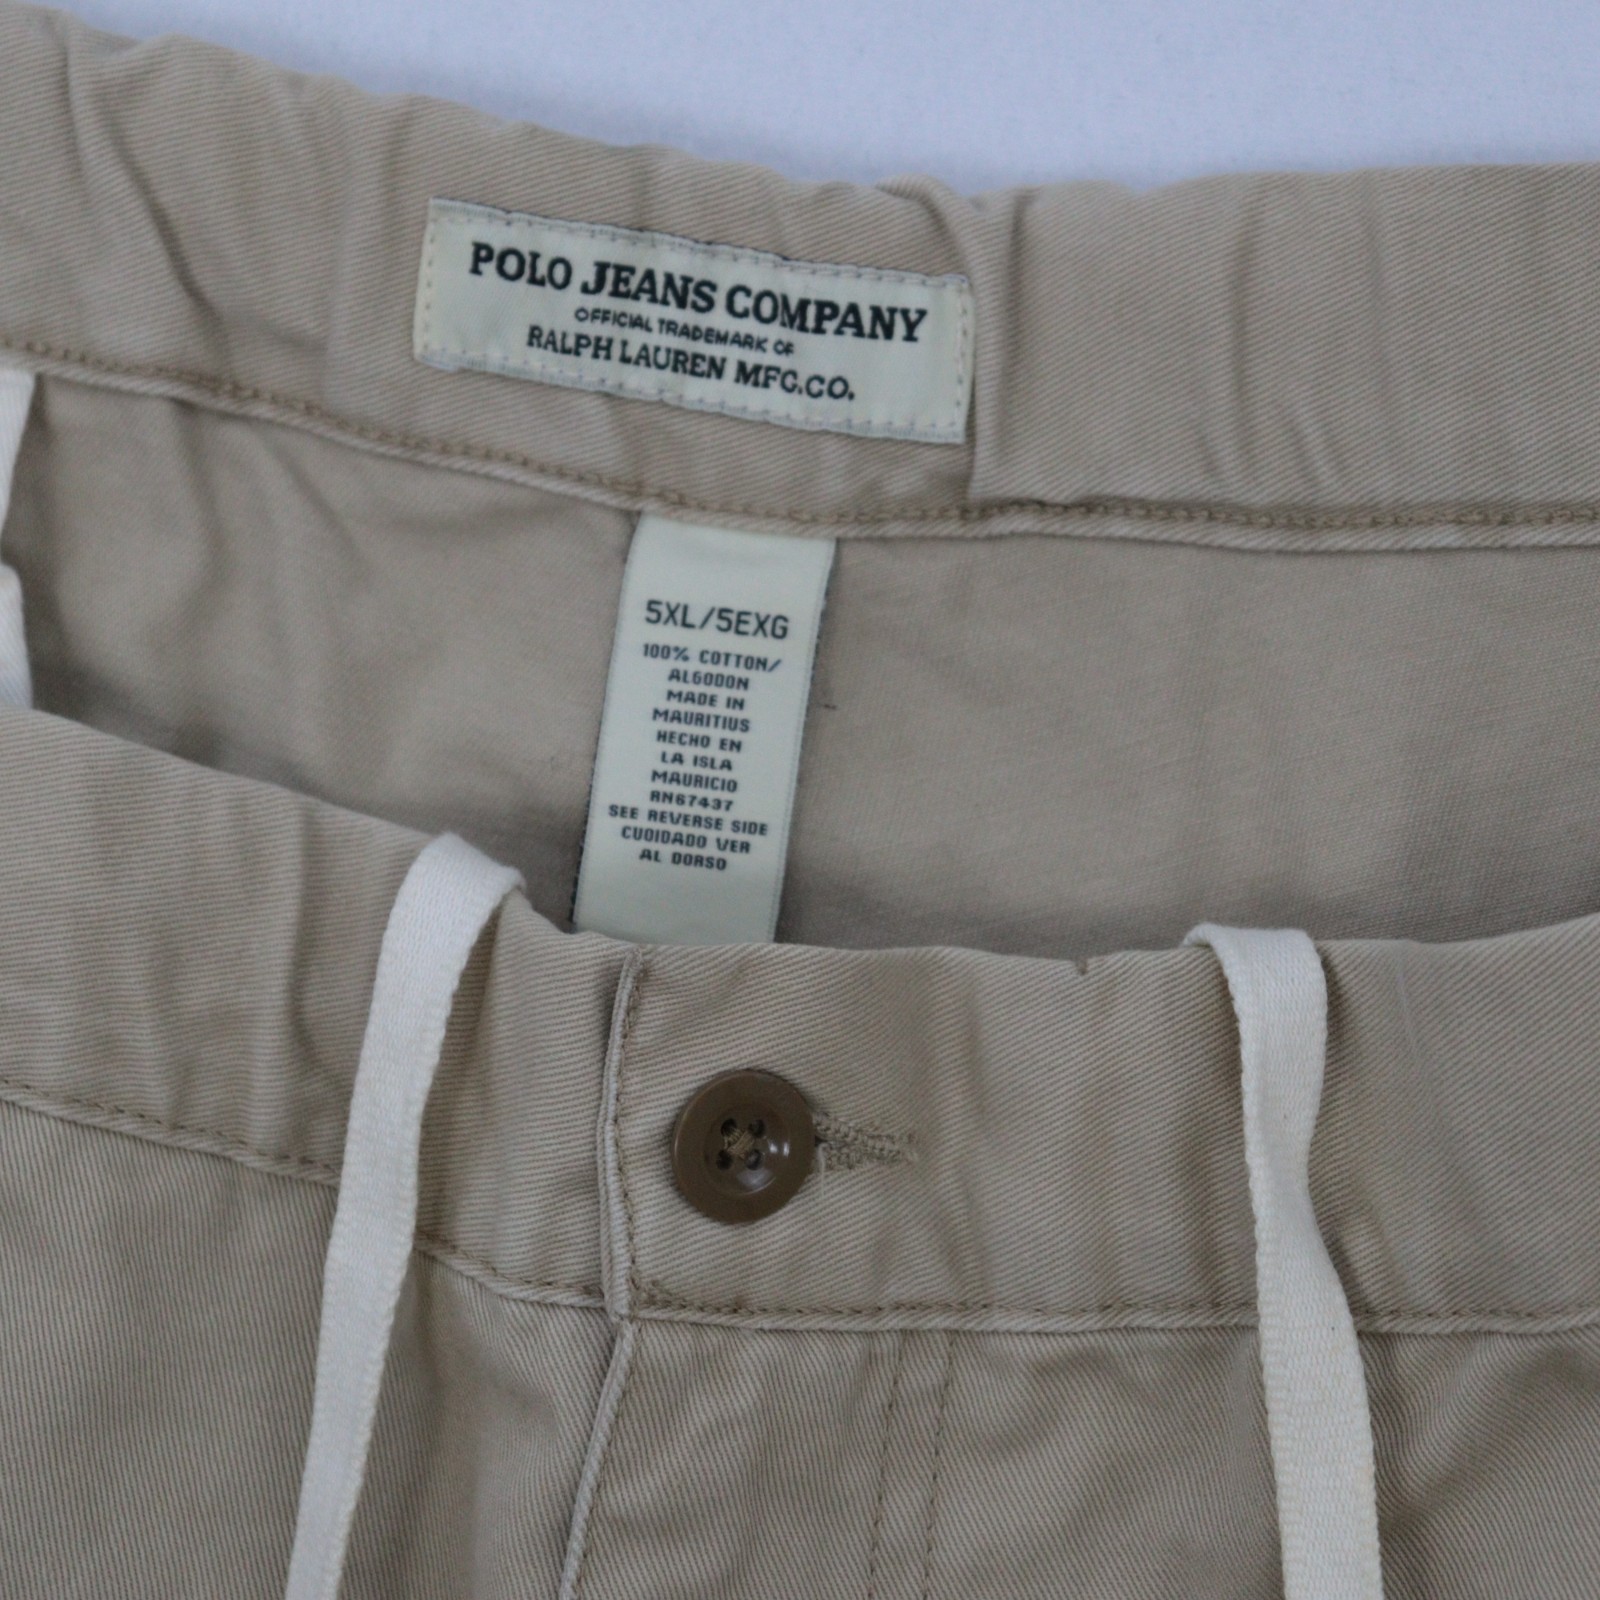 POLO JEANS COMPANY
OFFICIAL TRADEMARK OF
RALPH LAUREN MFG.CO.
5XL/5EXG
100% COTTON/
ALGODON
MADE IN
MAURITIUS
HECHO EN
LA ISLA
MAURICIO
RN67437
SEE REVERSE SIDE
CUOIDADO VER
AL DORSO